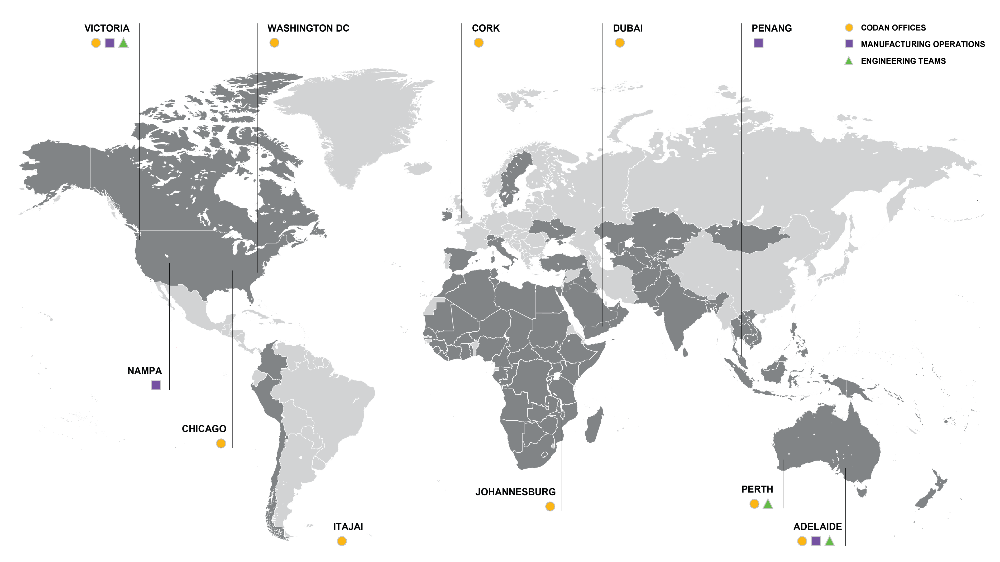 VICTORIA
WASHINGTON DC
CORK
DUBAI
PENANG
CODAN OFFICES
MANUFACTURING OPERATIONS
ENGINEERING TEAMS
NAMPA
CHICAGO
JOHANNESBURG
PERTH
ITAJAI
ADELAIDE